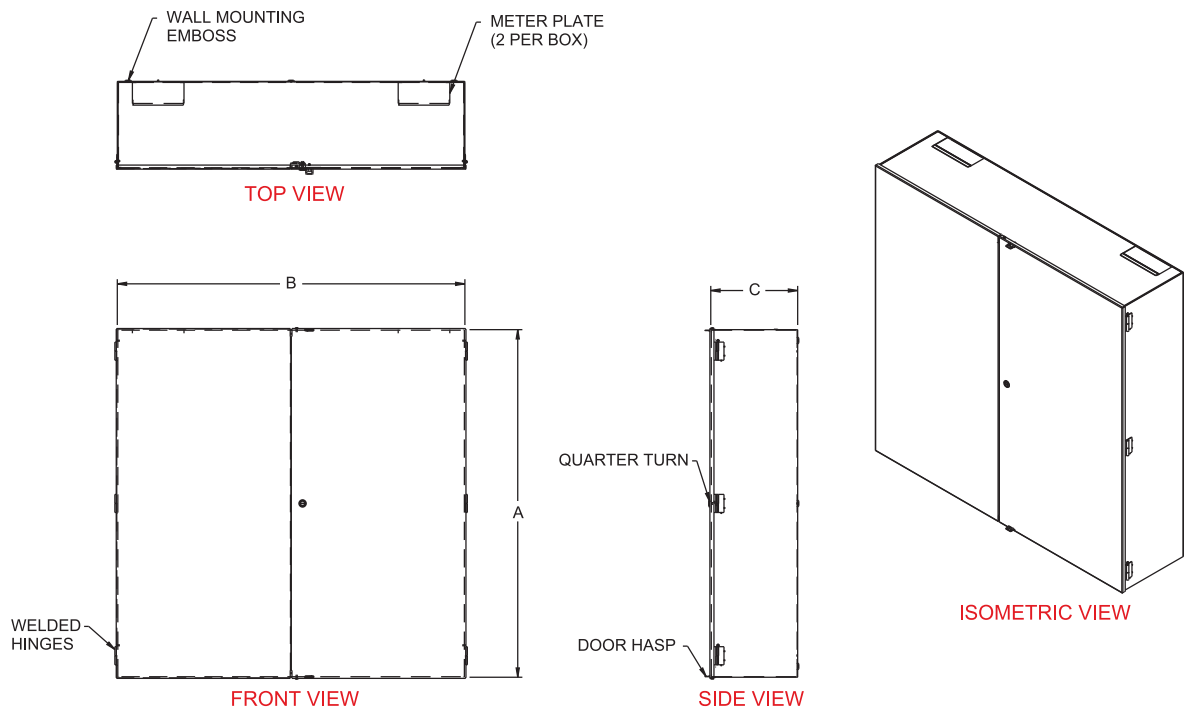 WALL MOUNTING
EMBOSS
METER PLATE
(2 PER BOX)
TOP VIEW
B
C
A
QUARTER TURN
WELDED
HINGES
DOOR HASP
FRONT VIEW
SIDE VIEW
ISOMETRIC VIEW